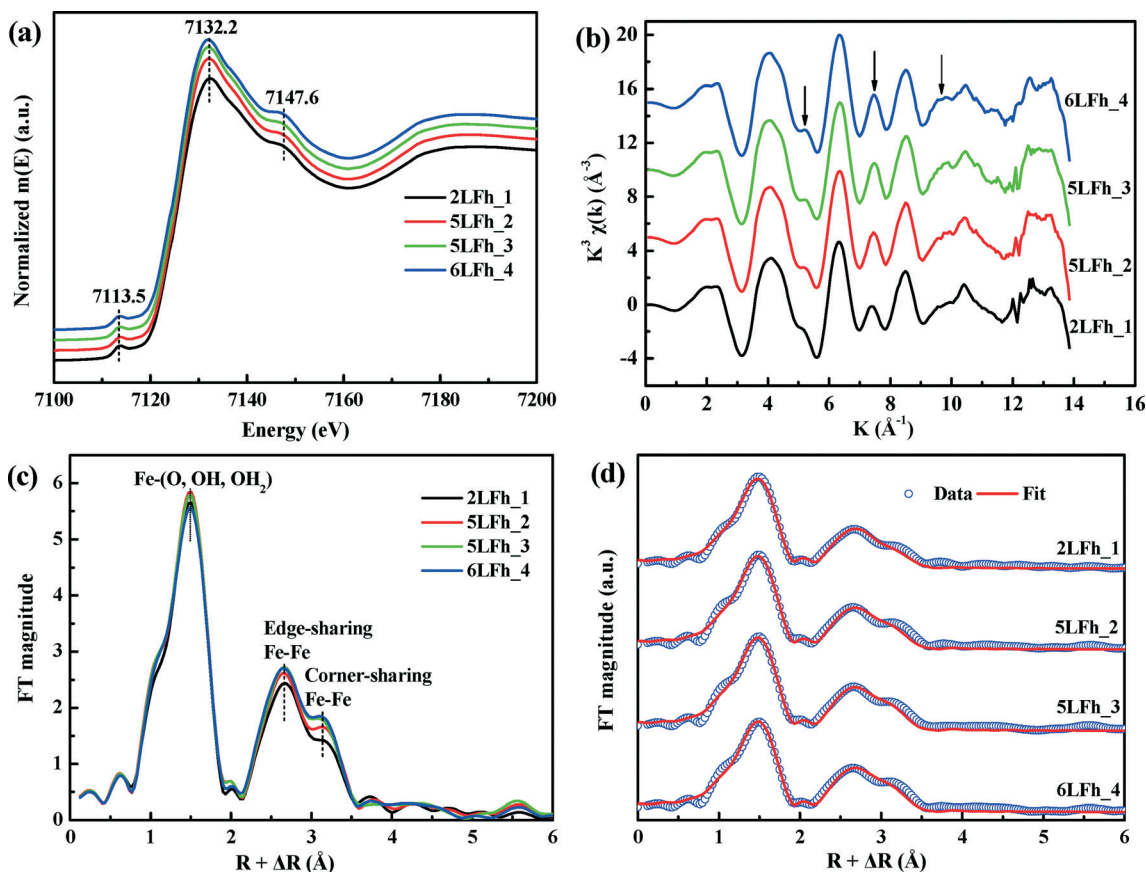 (a)
7132.2
7147.6
7113.5
2LFh_1
5LFh_2
5LFh_3
6LFh_4
Normalized m(E) (a.u.)
7100 7120 7140 7160 7180 7200
Energy (eV)
(b)
20
16
12
8
4
0
-4
6LFh_4
5LFh_3
5LFh_2
2LFh_1
K³ χ(k) (Å⁻³)
0 2 4 6 8 10 12 14 16
K (Å⁻¹)
(c)
6
5
4
3
2
1
0
Fe-(O, OH, OH₂)
2LFh_1
5LFh_2
5LFh_3
6LFh_4
Edge-sharing
Fe-Fe
Corner-sharing
Fe-Fe
FT magnitude
0 1 2 3 4 5 6
R + ΔR (Å)
(d)
Data Fit
2LFh_1
5LFh_2
5LFh_3
6LFh_4
FT magnitude (a.u.)
0 1 2 3 4 5 6
R + ΔR (Å)